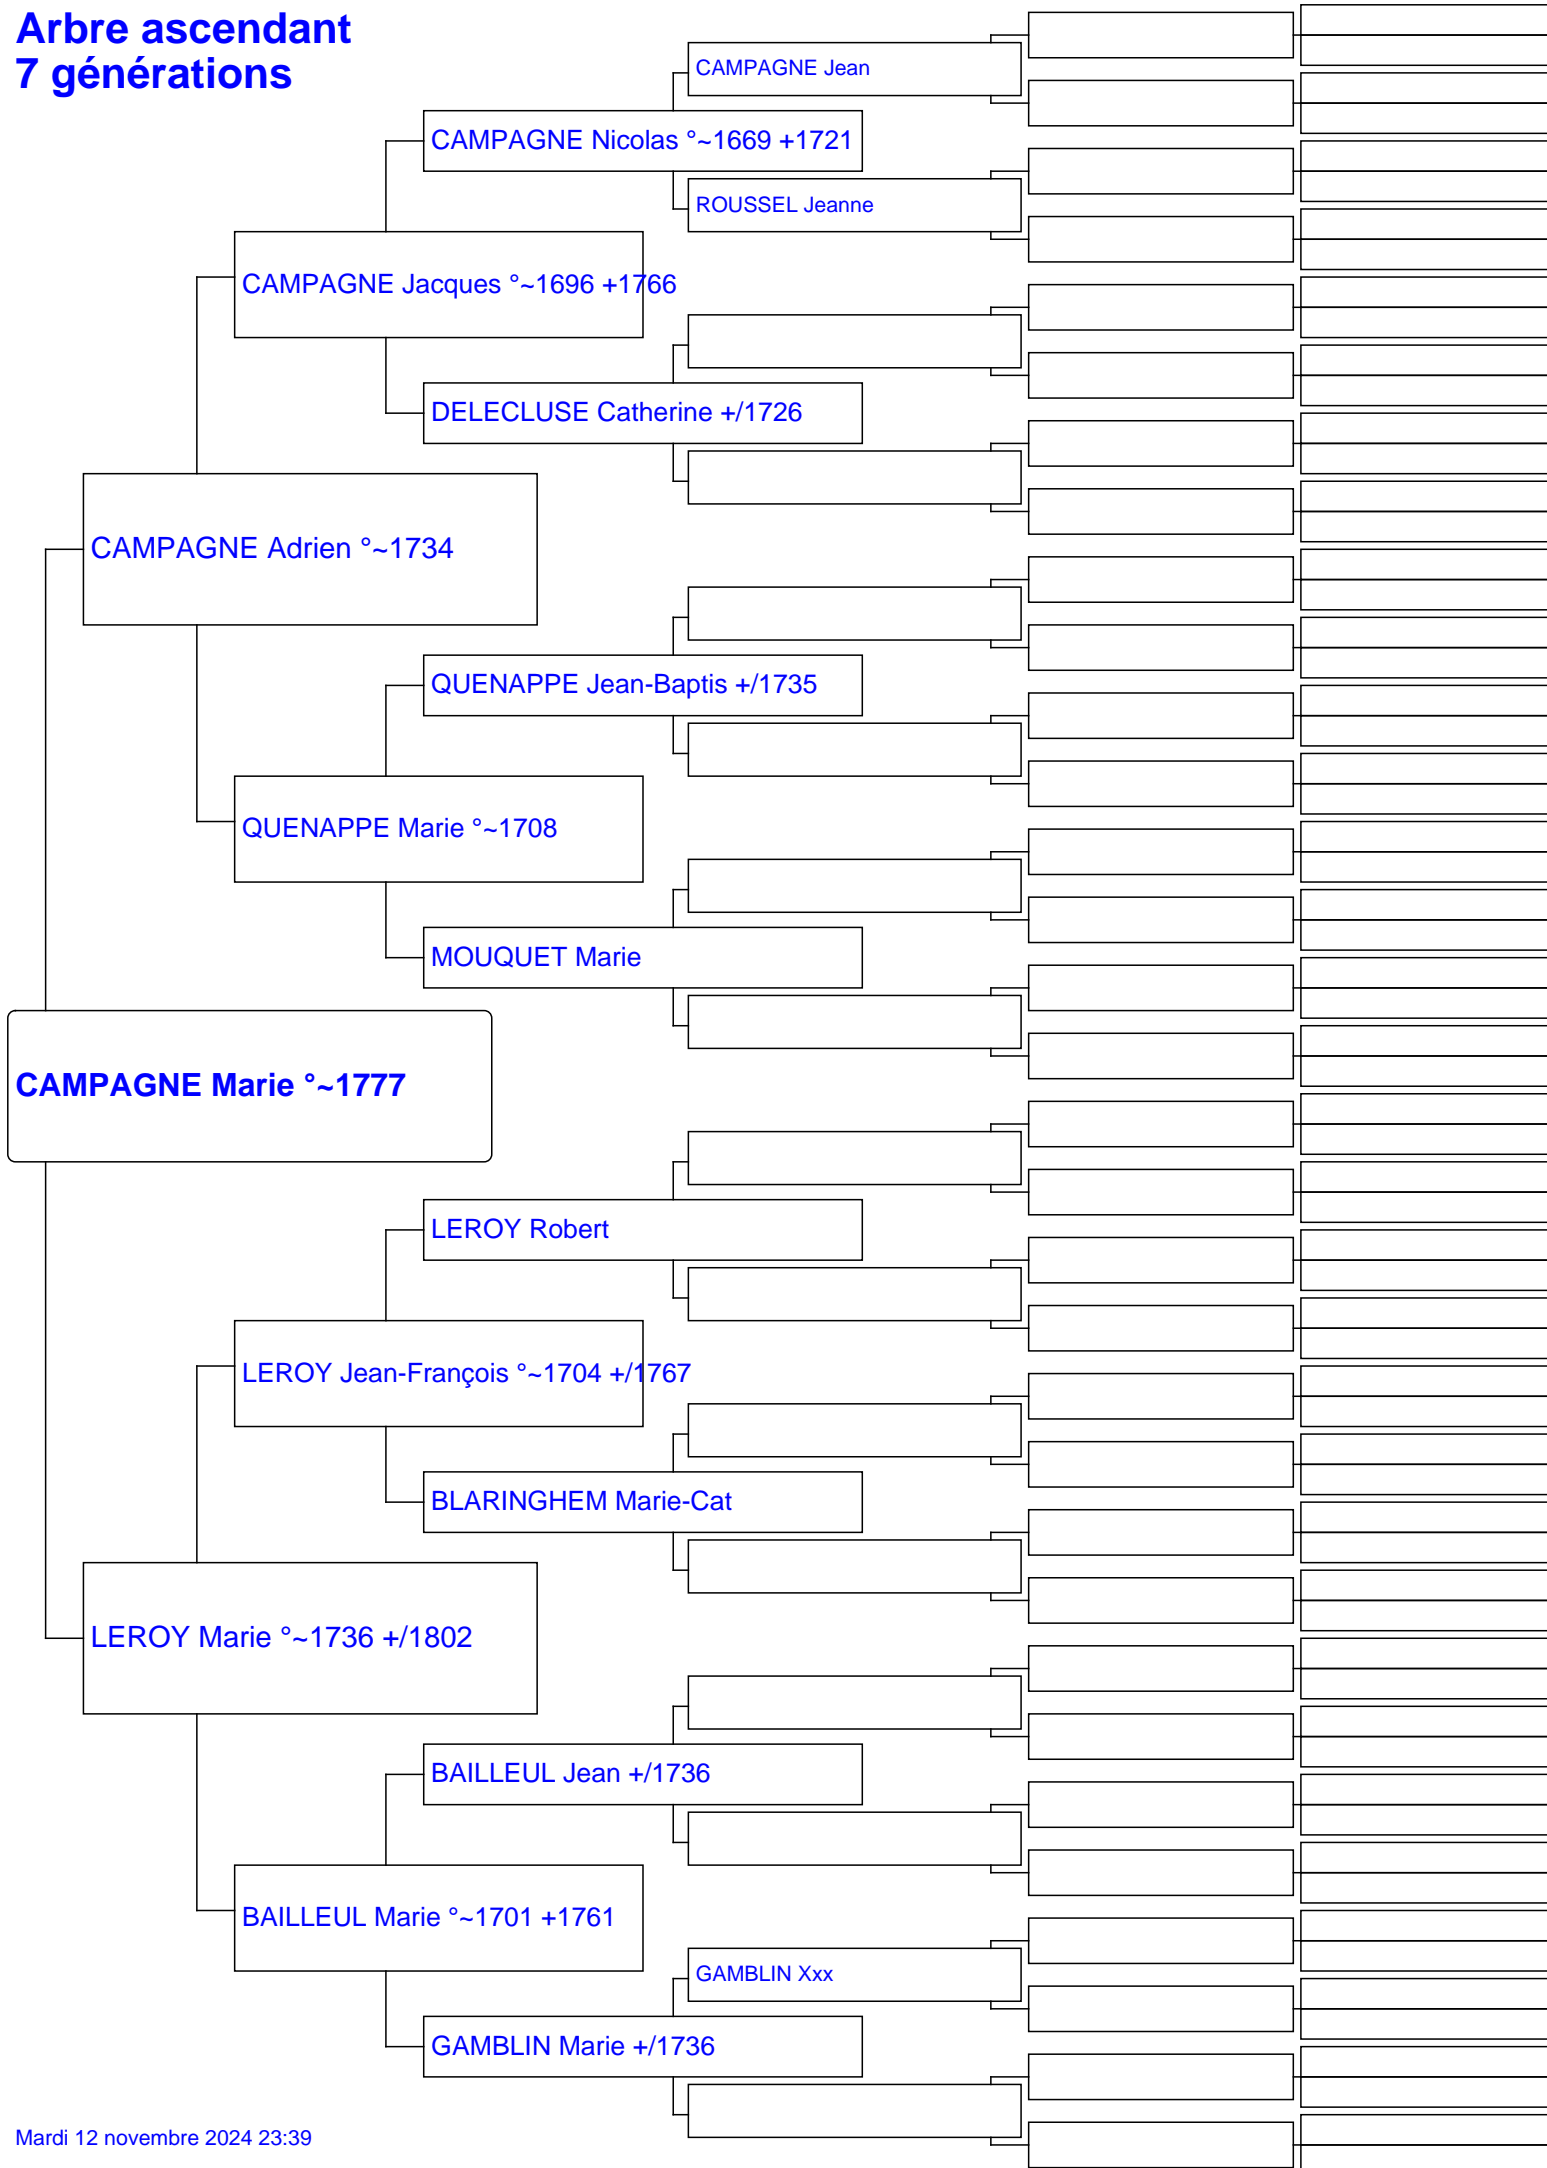 Arbre ascendant
7 générations
CAMPAGNE Jean
CAMPAGNE Nicolas °~1669 +1721
ROUSSEL Jeanne
CAMPAGNE Jacques °~1696 +1766
DELECLUSE Catherine +/1726
CAMPAGNE Adrien °~1734
QUENAPPE Jean-Baptis +/1735
QUENAPPE Marie °~1708
MOUQUET Marie
CAMPAGNE Marie °~1777
LEROY Robert
LEROY Jean-François °~1704 +/1767
BLARINGHEM Marie-Cat
LEROY Marie °~1736 +/1802
BAILLEUL Jean +/1736
BAILLEUL Marie °~1701 +1761
GAMBLIN Xxx
GAMBLIN Marie +/1736
Mardi 12 novembre 2024 23:39